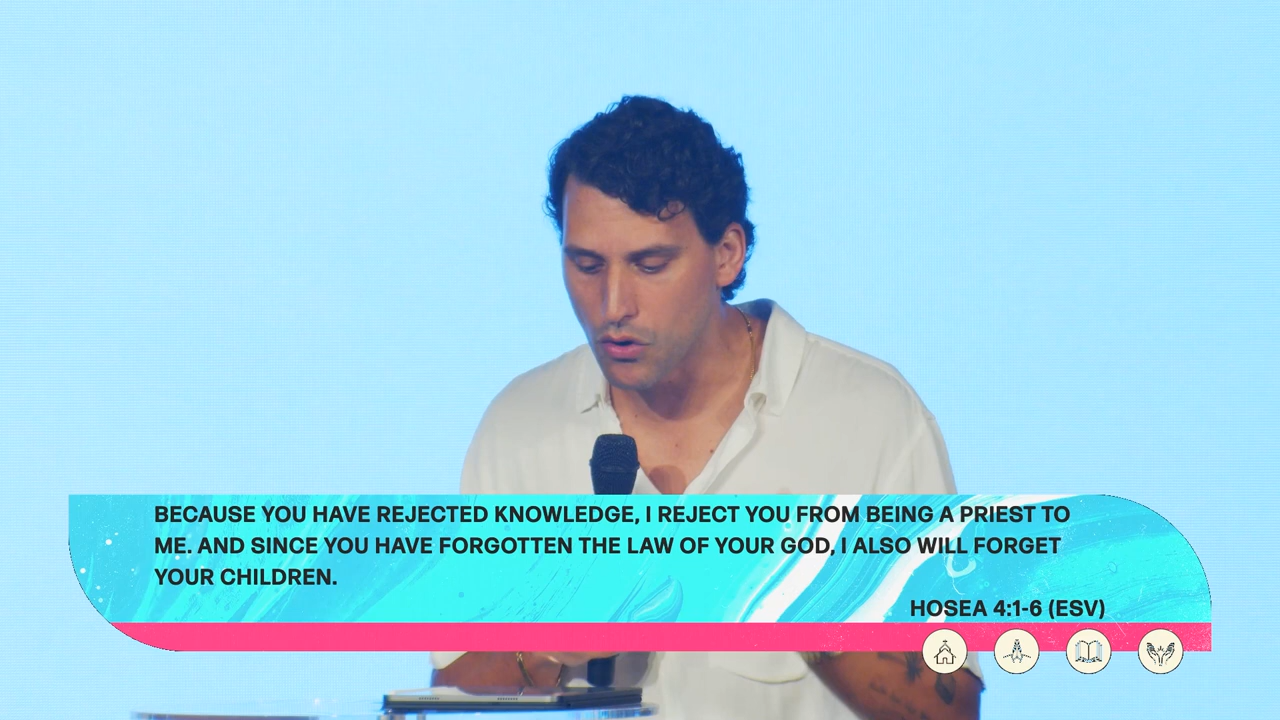 BECAUSE YOU HAVE REJECTED KNOWLEDGE, I REJECT YOU FROM BEING A PRIEST TO
ME. AND SINCE YOU HAVE FORGOTTEN THE LAW OF YOUR GOD, I ALSO WILL FORGET
YOUR CHILDREN.
HOSEA 4:1-6 (ESV)